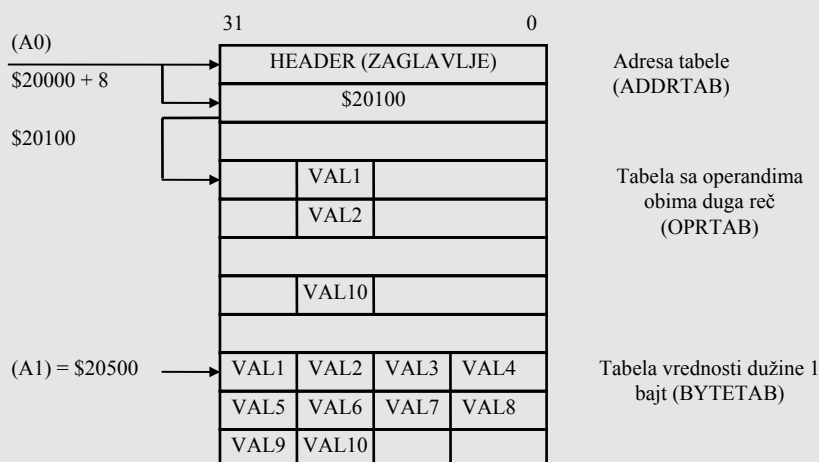 31 0
(A0)
HEADER (ZAGLAVLJE)
Adresa tabele
(ADDRTAB)
$20000 + 8
$20100
$20100
VAL1
VAL2
Tabela sa operandima
obima duga reč
(OPRTAB)
VAL10
(A1) = $20500
VAL1 VAL2 VAL3 VAL4
VAL5 VAL6 VAL7 VAL8
VAL9 VAL10
Tabela vrednosti dužine 1
bajt (BYTETAB)